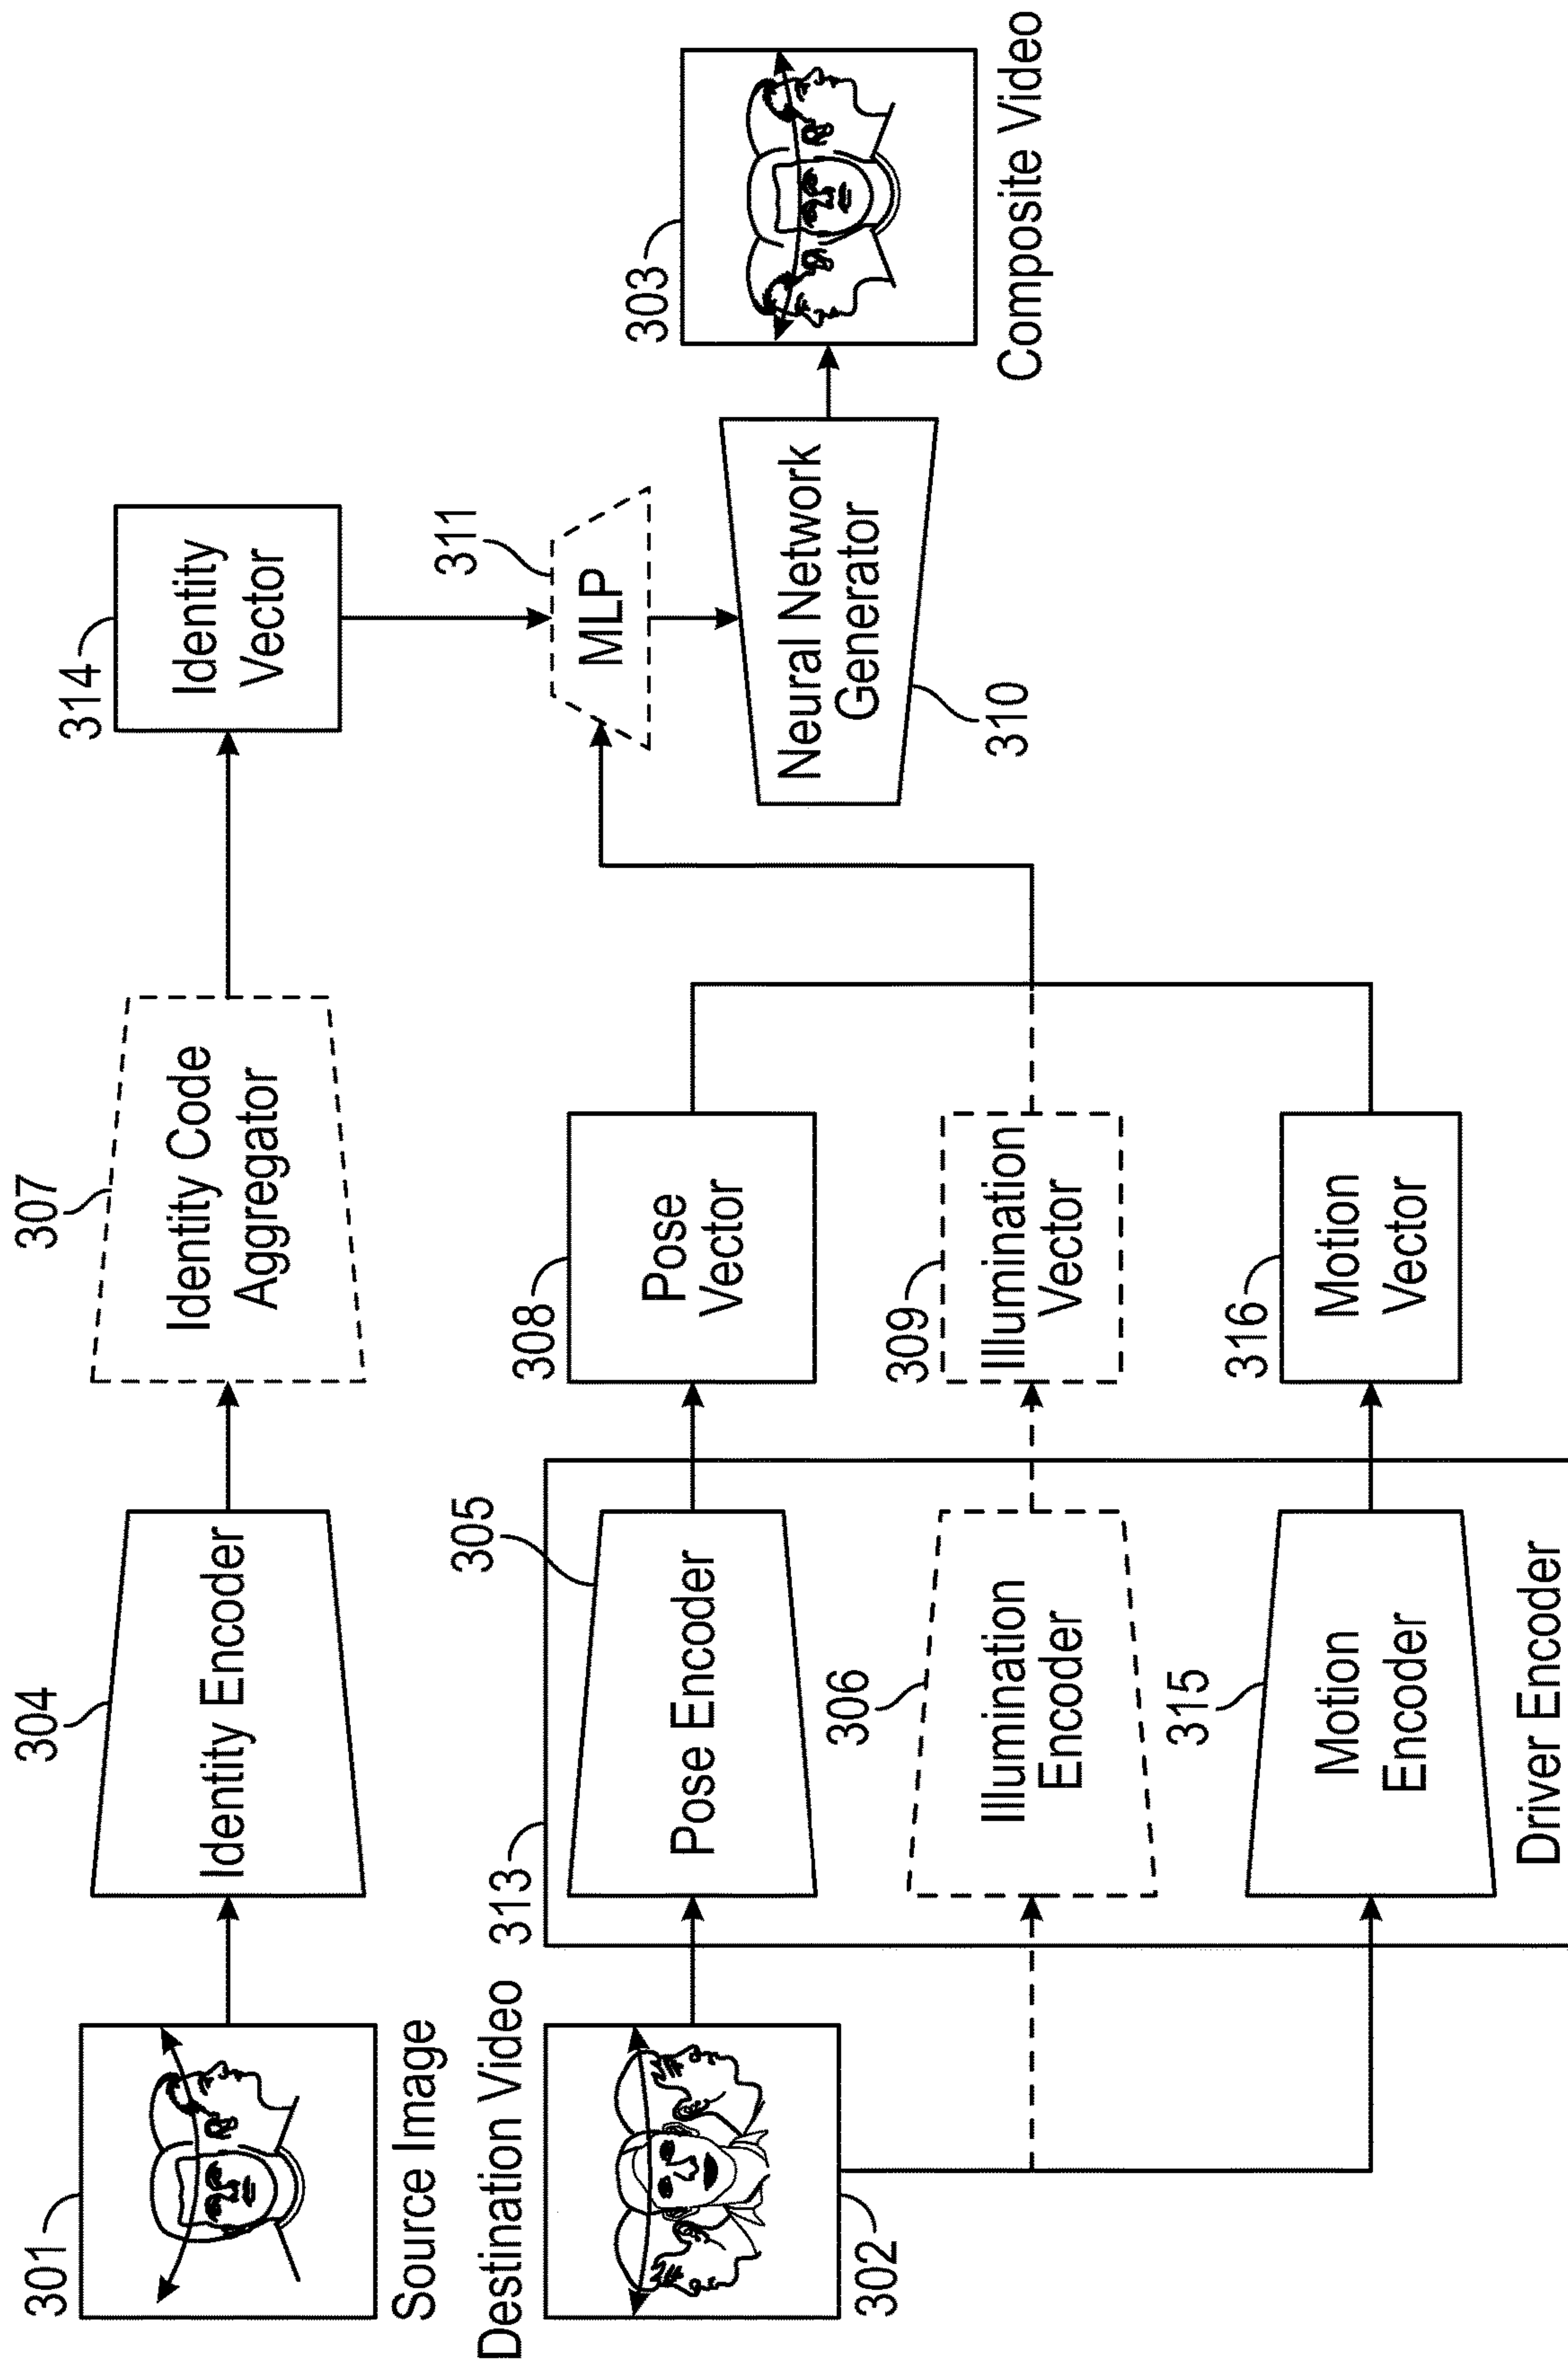 301
Source Image
304
Identity Encoder
307
Identity Code
Aggregator
314
Identity
Vector
Destination Video
302
313
305
Pose Encoder
306
Illumination
Encoder
315
Motion
Encoder
Driver Encoder
308
Pose
Vector
309
Illumination
Vector
316
Motion
Vector
311
MLP
Neural Network
Generator
310
303
Composite Video